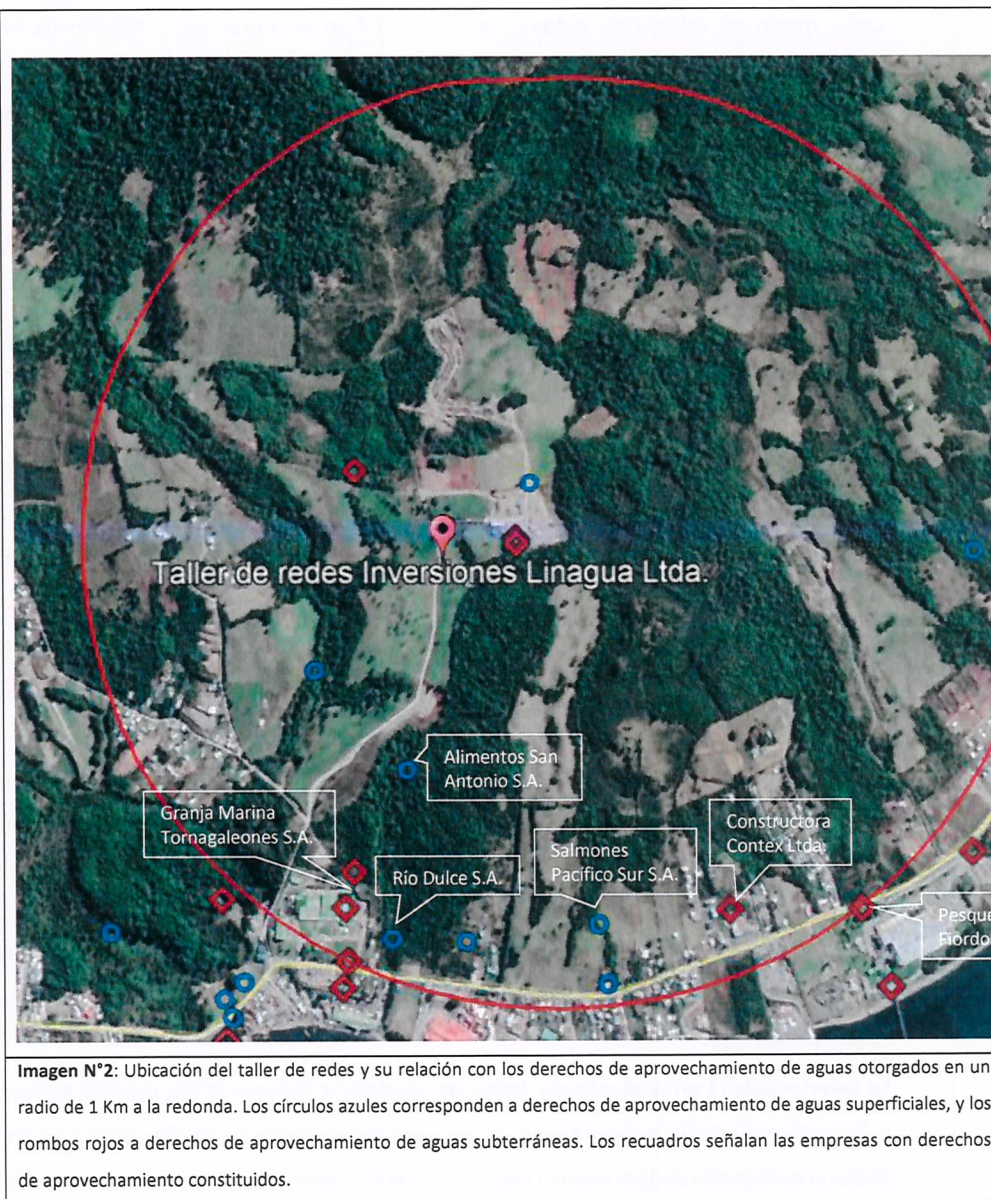 Taller de redes Inversiones Linagua Ltda.
Alimentos San
Antonio S.A.
Granja Marina
Tornagaleones S.A.
Río Dulce S.A.
Salmones
Pacífico Sur S.A.
Constructora
Contex Ltda.
Pesque
Fiordo
Imagen N°2: Ubicación del taller de redes y su relación con los derechos de aprovechamiento de aguas otorgados en un
radio de 1 Km a la redonda. Los círculos azules corresponden a derechos de aprovechamiento de aguas superficiales, y los
rombos rojos a derechos de aprovechamiento de aguas subterráneas. Los recuadros señalan las empresas con derechos
de aprovechamiento constituidos.